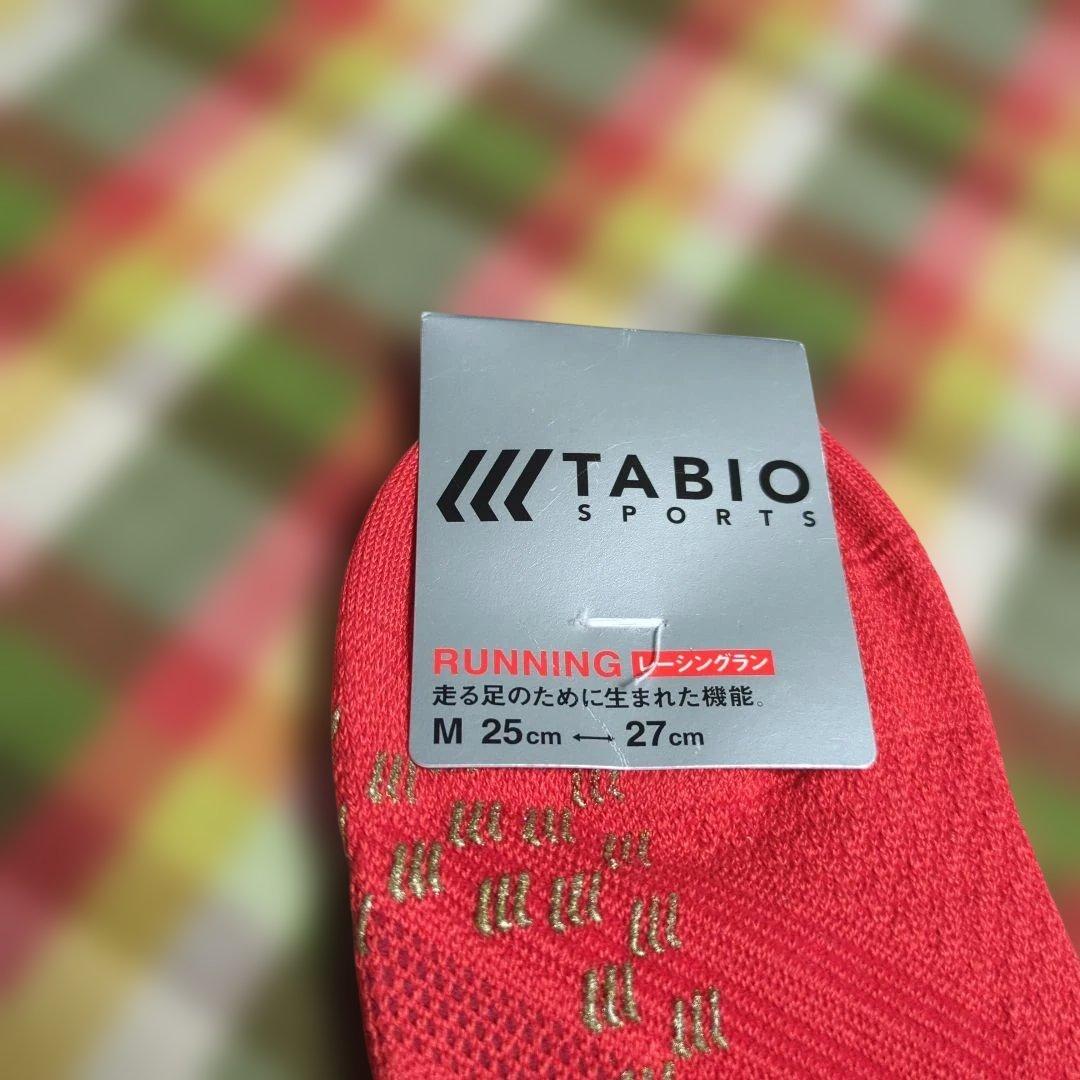 TABIO
SPORTS
RUNNING レーシングラン
走る足のために生まれた機能。
M 25cm ←→ 27cm